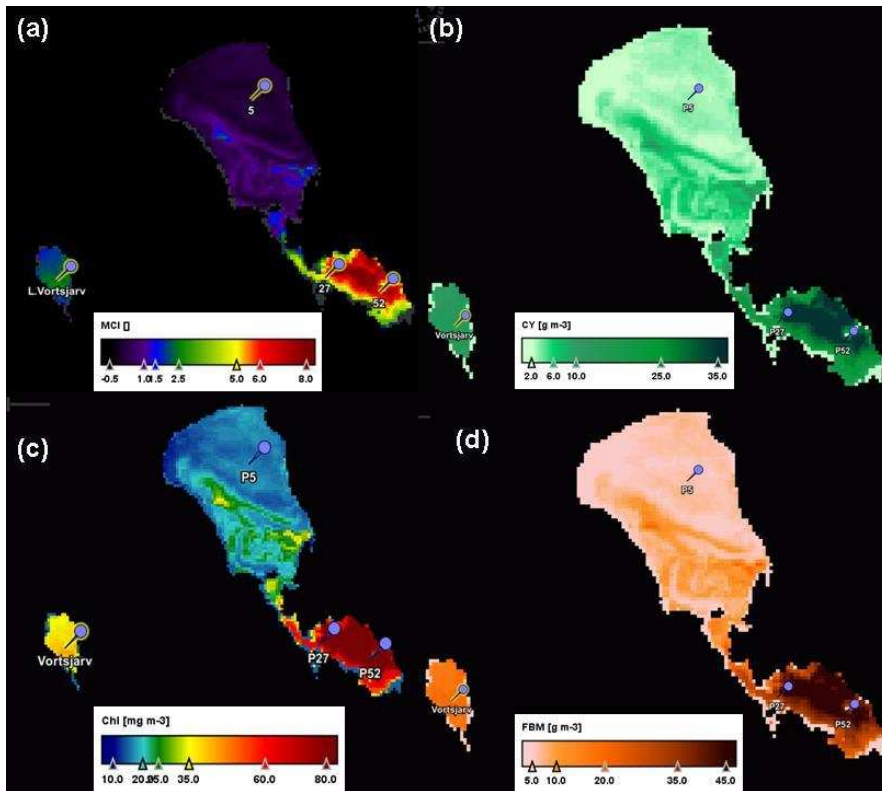 (a)
5
L.Vortsjarv
27
52
MCI []
-0.5 1.0 1.5 2.5 5.0 6.0 8.0
(b)
P5
Vortsjarv
P27
P52
CY [g m-3]
2.0 6.0 10.0 25.0 35.0
(c)
P5
Vortsjarv
P27
P52
Chl [mg m-3]
10.0 20.0 25.0 35.0 60.0 80.0
(d)
P5
Vortsjarv
P27
P52
FBM [g m-3]
5.0 10.0 20.0 35.0 45.0